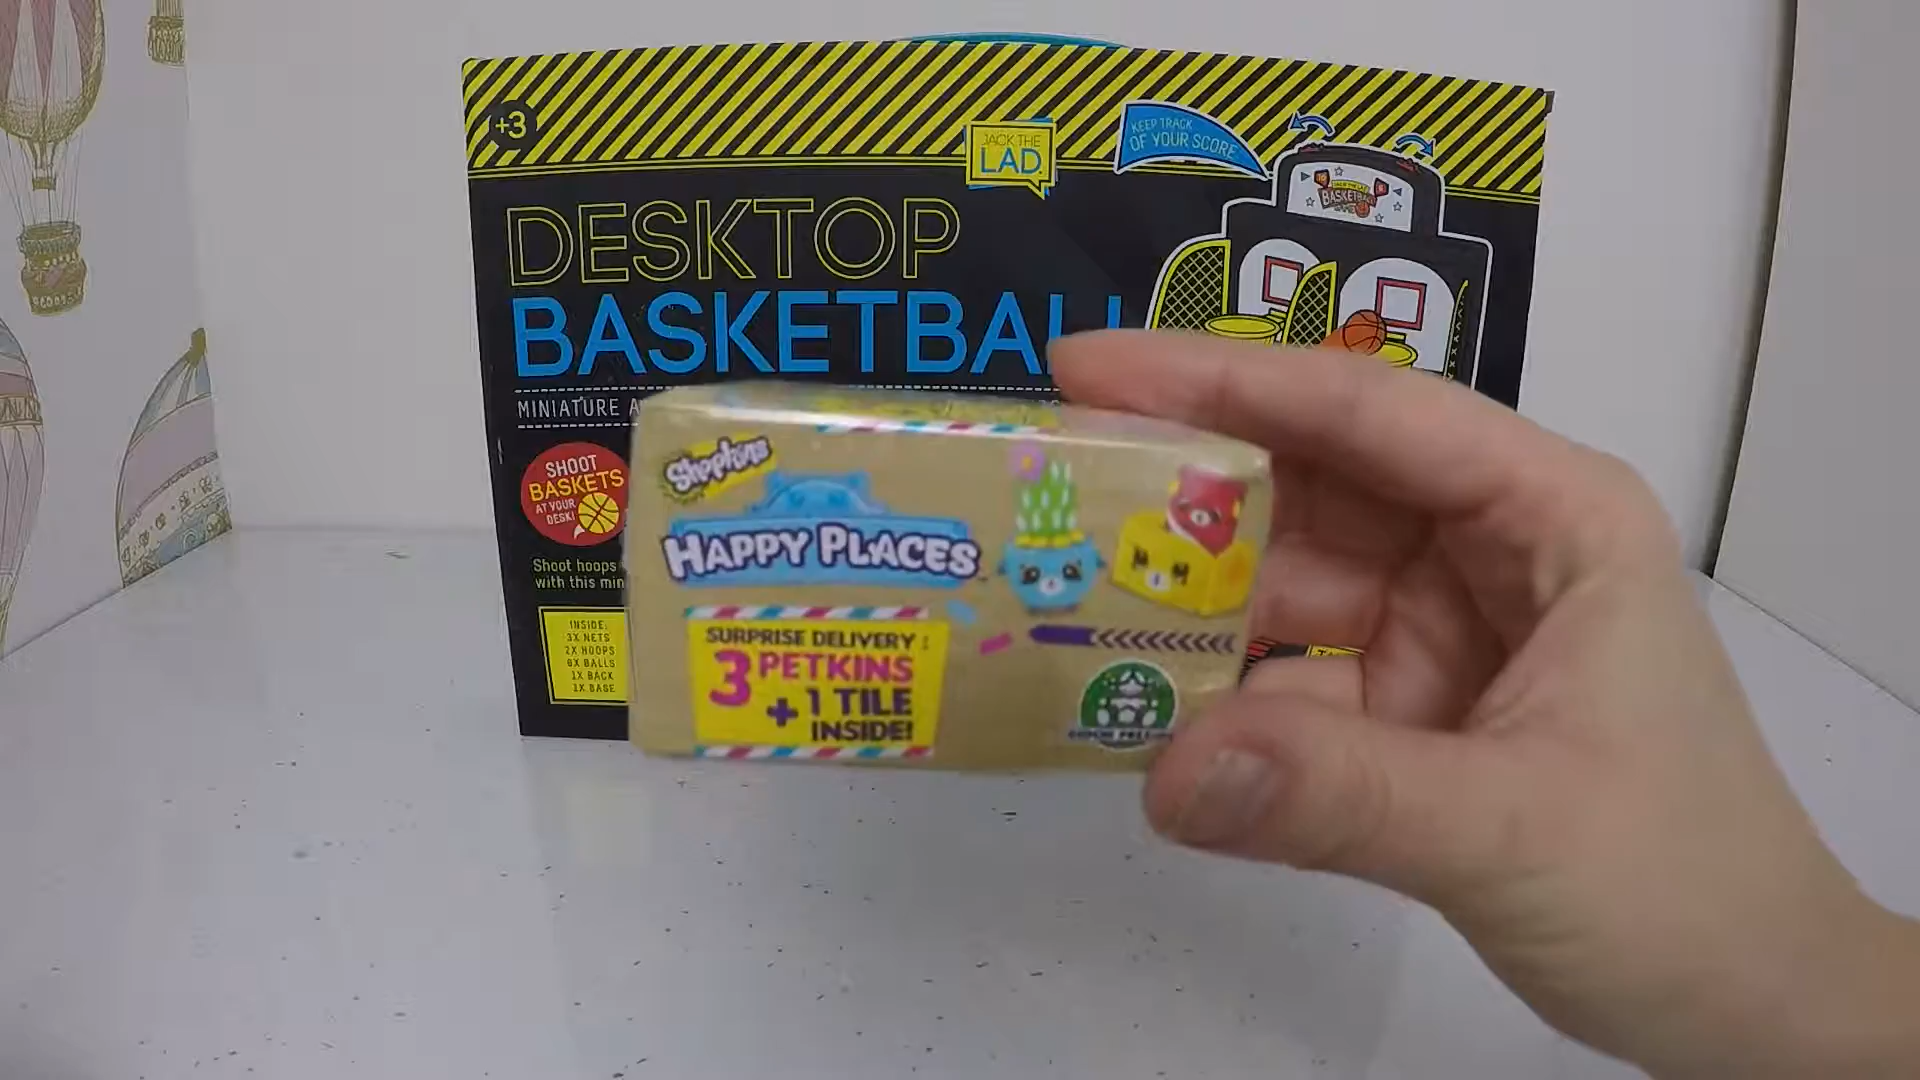 +3
JACK THE
LAD.
KEEP TRACK
OF YOUR SCORE
BASKETBALL
DESKTOP
BASKETBALL
MINIATURE
SHOOT
BASKETS
AT YOUR
DESK!
Shoot hoops
with this
INSIDE:
3X NETS
2X HOOPS
6X BALLS
1X BACK
1X BASE
Shopkins
HAPPY PLACES
SURPRISE DELIVERY:
3 PETKINS
+ 1 TILE
INSIDE!